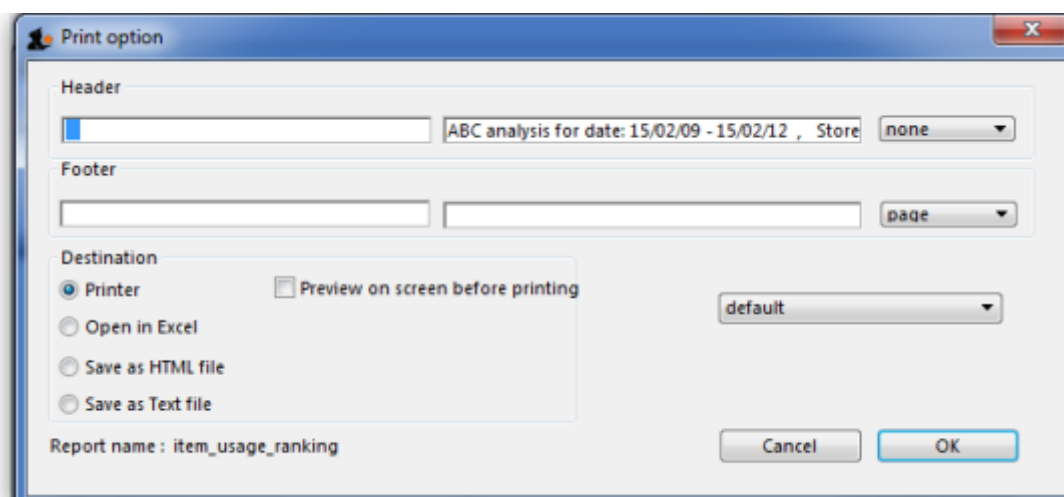 Print option
Header
ABC analysis for date: 15/02/09 - 15/02/12 , Store
none
Footer
page
Destination
Printer
Preview on screen before printing
default
Open in Excel
Save as HTML file
Save as Text file
Report name : item_usage_ranking
Cancel
OK